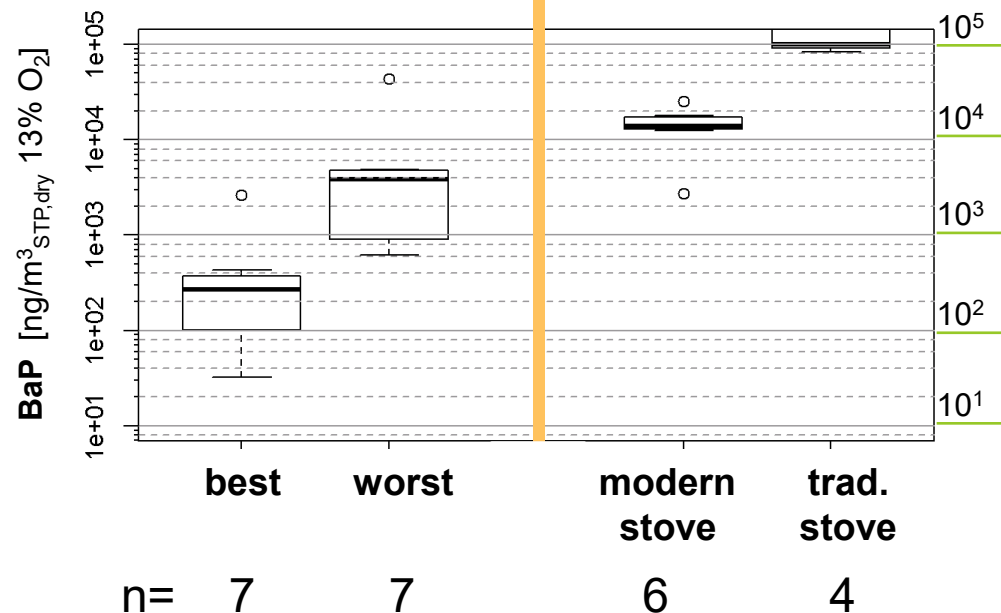 BaP [ng/m³STP,dry 13% O₂]
1e+05
1e+04
1e+03
1e+02
1e+01
10⁵
10⁴
10³
10²
10¹
best worst modern stove trad. stove
n= 7 7 6 4